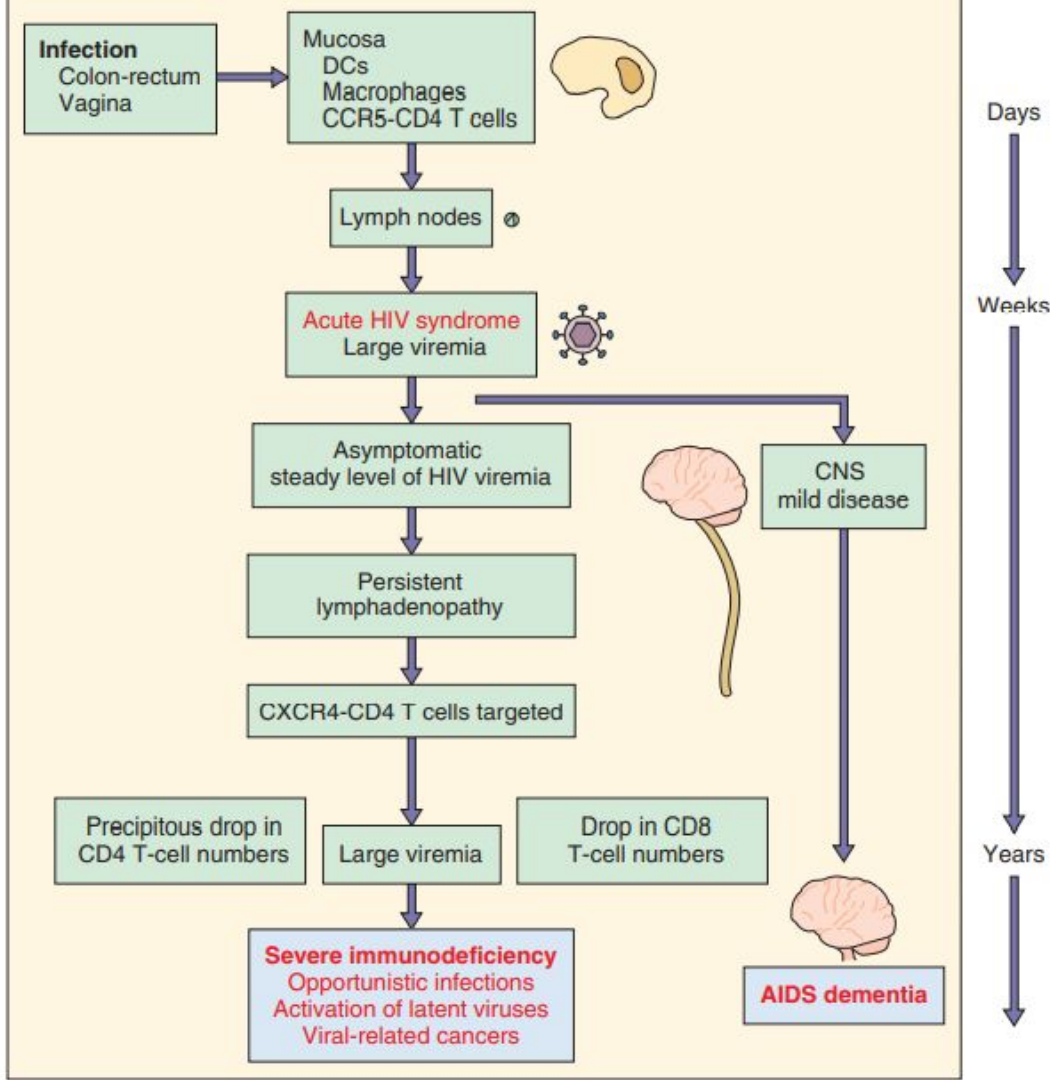 Infection
Colon-rectum
Vagina
Mucosa
DCs
Macrophages
CCR5-CD4 T cells
Days
Lymph nodes
Weeks
Acute HIV syndrome
Large viremia
Asymptomatic
steady level of HIV viremia
CNS
mild disease
Persistent
lymphadenopathy
CXCR4-CD4 T cells targeted
Precipitous drop in
CD4 T-cell numbers
Large viremia
Drop in CD8
T-cell numbers
Years
Severe immunodeficiency
Opportunistic infections
Activation of latent viruses
Viral-related cancers
AIDS dementia